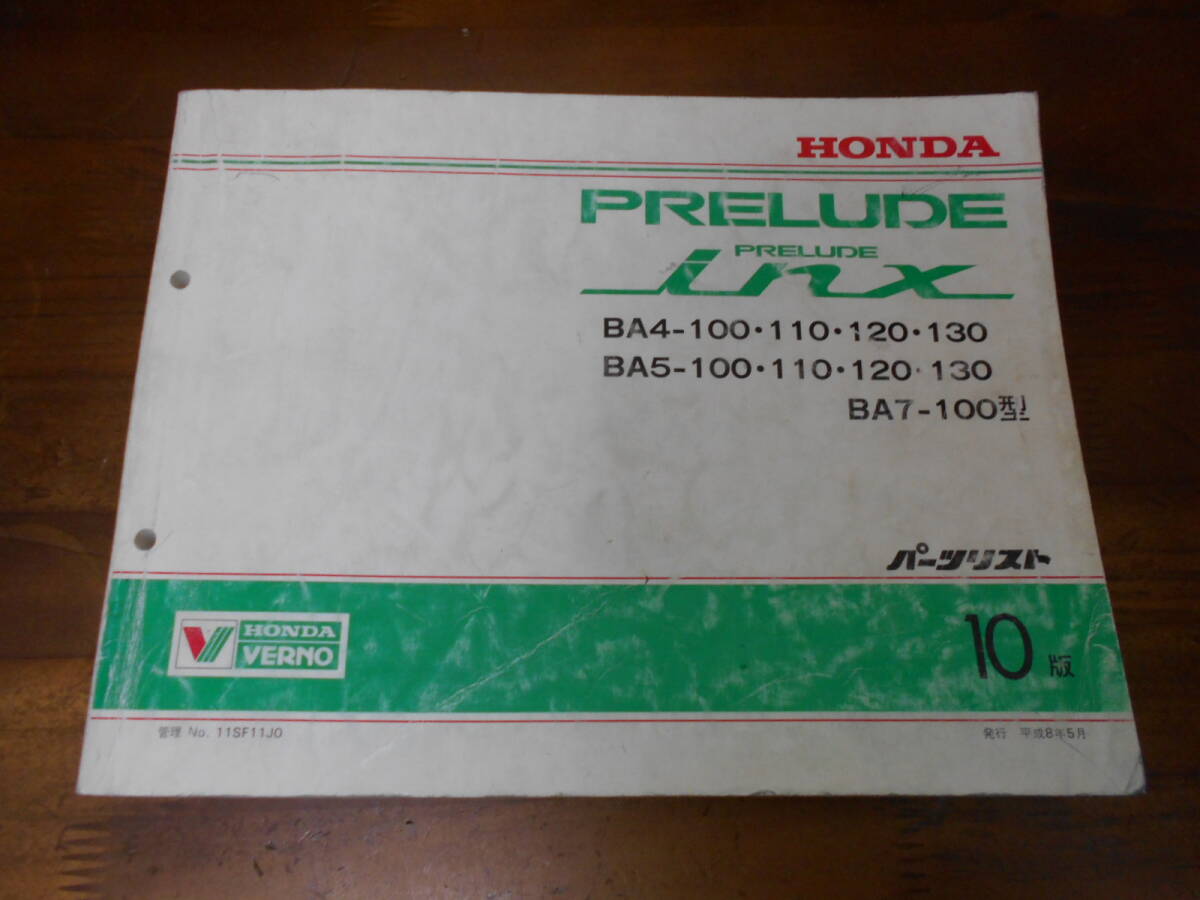 HONDA
PRELUDE
PRELUDE
inx
BA4-100・110・120・130
BA5-100・110・120・130
BA7-100型
パーツリスト
HONDA
VERNO
10版
管理 No. 11SF11J0
発行 平成8年5月